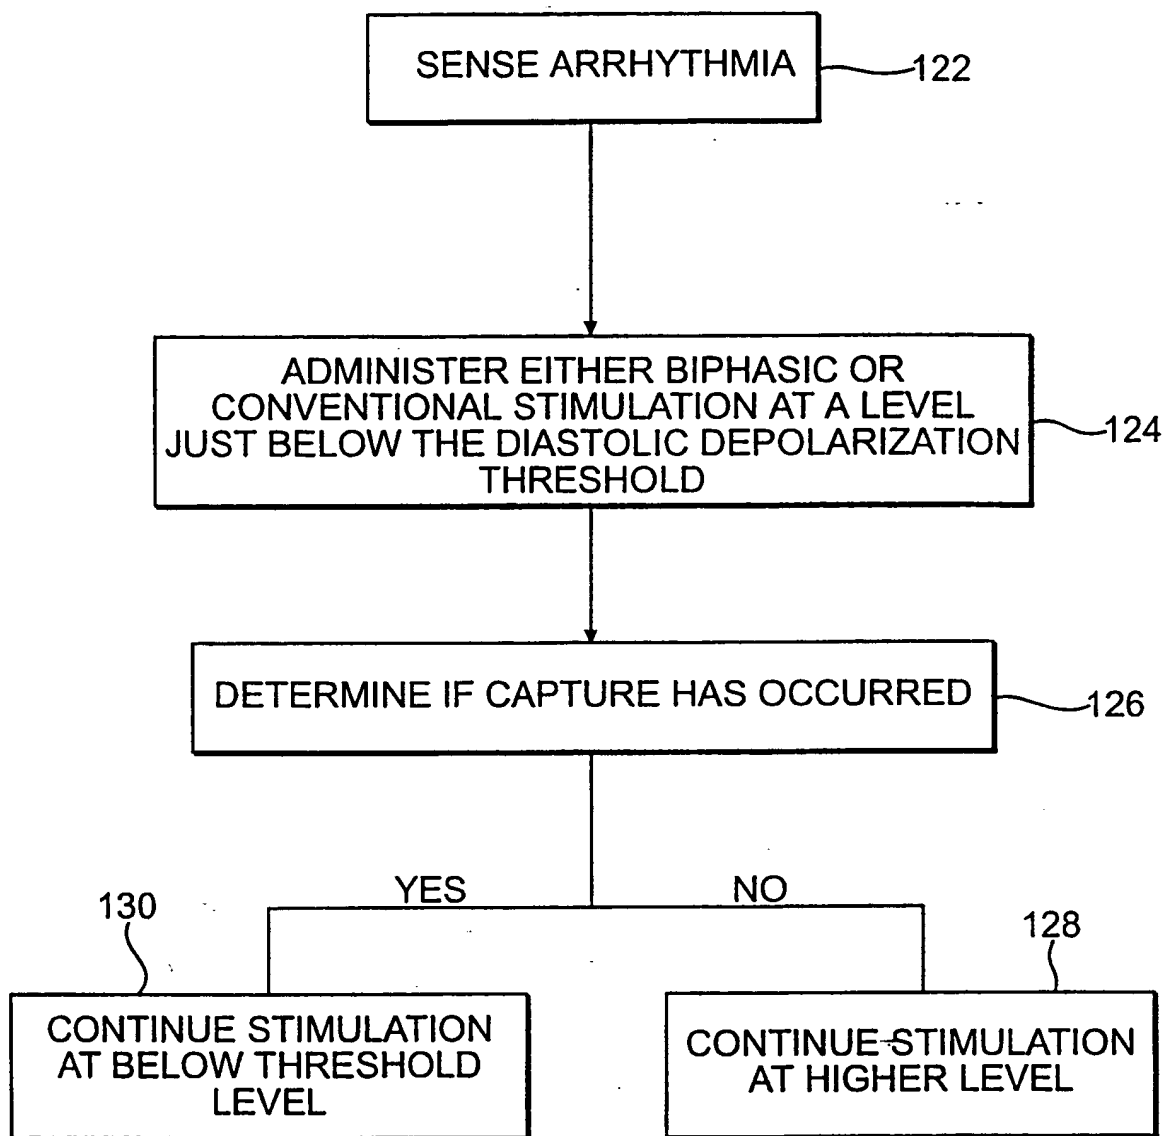 SENSE ARRHYTHMIA
122
ADMINISTER EITHER BIPHASIC OR
CONVENTIONAL STIMULATION AT A LEVEL
JUST BELOW THE DIASTOLIC DEPOLARIZATION
THRESHOLD
124
DETERMINE IF CAPTURE HAS OCCURRED
126
YES
NO
130
128
CONTINUE STIMULATION
AT BELOW THRESHOLD
LEVEL
CONTINUE STIMULATION
AT HIGHER LEVEL